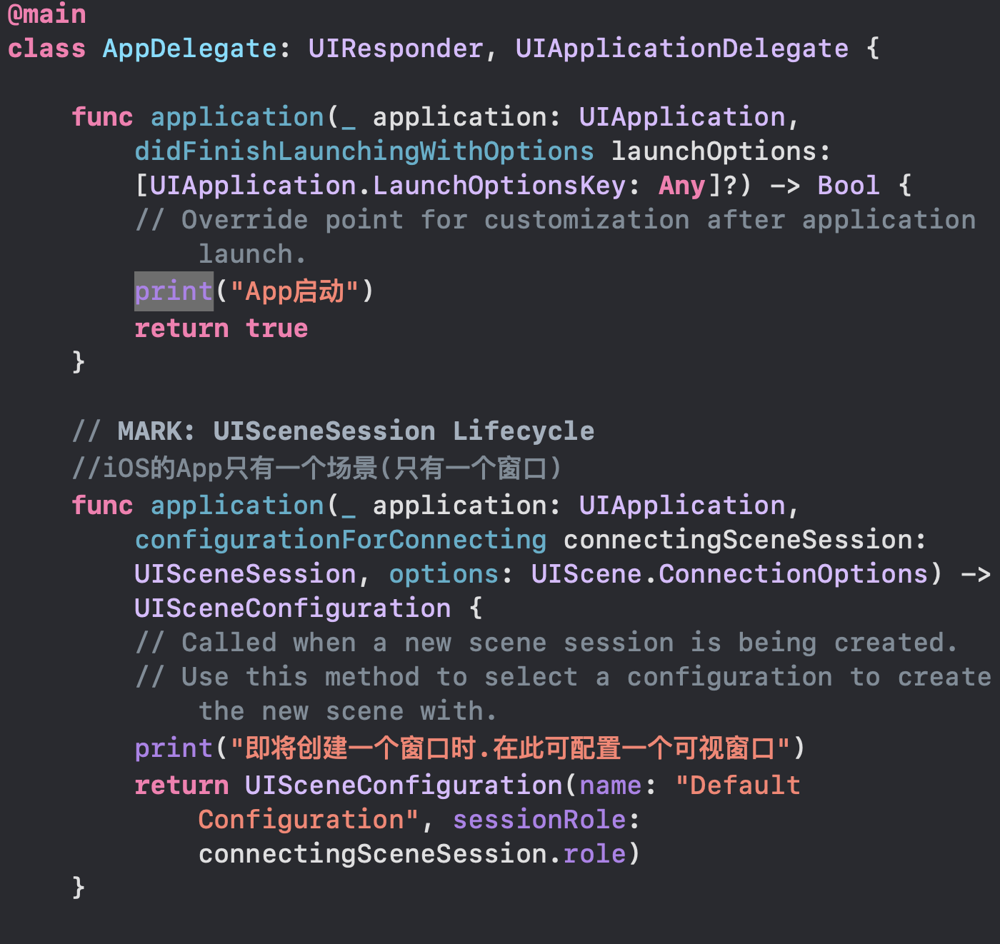 @main
class AppDelegate: UIResponder, UIApplicationDelegate {
func application(_ application: UIApplication,
didFinishLaunchingWithOptions launchOptions:
[UIApplication.LaunchOptionsKey: Any]?) -> Bool {
// Override point for customization after application
launch.
print("App启动")
return true
}
// MARK: UISceneSession Lifecycle
//iOS的App只有一个场景(只有一个窗口)
func application(_ application: UIApplication,
configurationForConnecting connectingSceneSession:
UISceneSession, options: UIScene.ConnectionOptions) ->
UISceneConfiguration {
// Called when a new scene session is being created.
// Use this method to select a configuration to create
the new scene with.
print("即将创建一个窗口时.在此可配置一个可视窗口")
return UISceneConfiguration(name: "Default
Configuration", sessionRole:
connectingSceneSession.role)
}